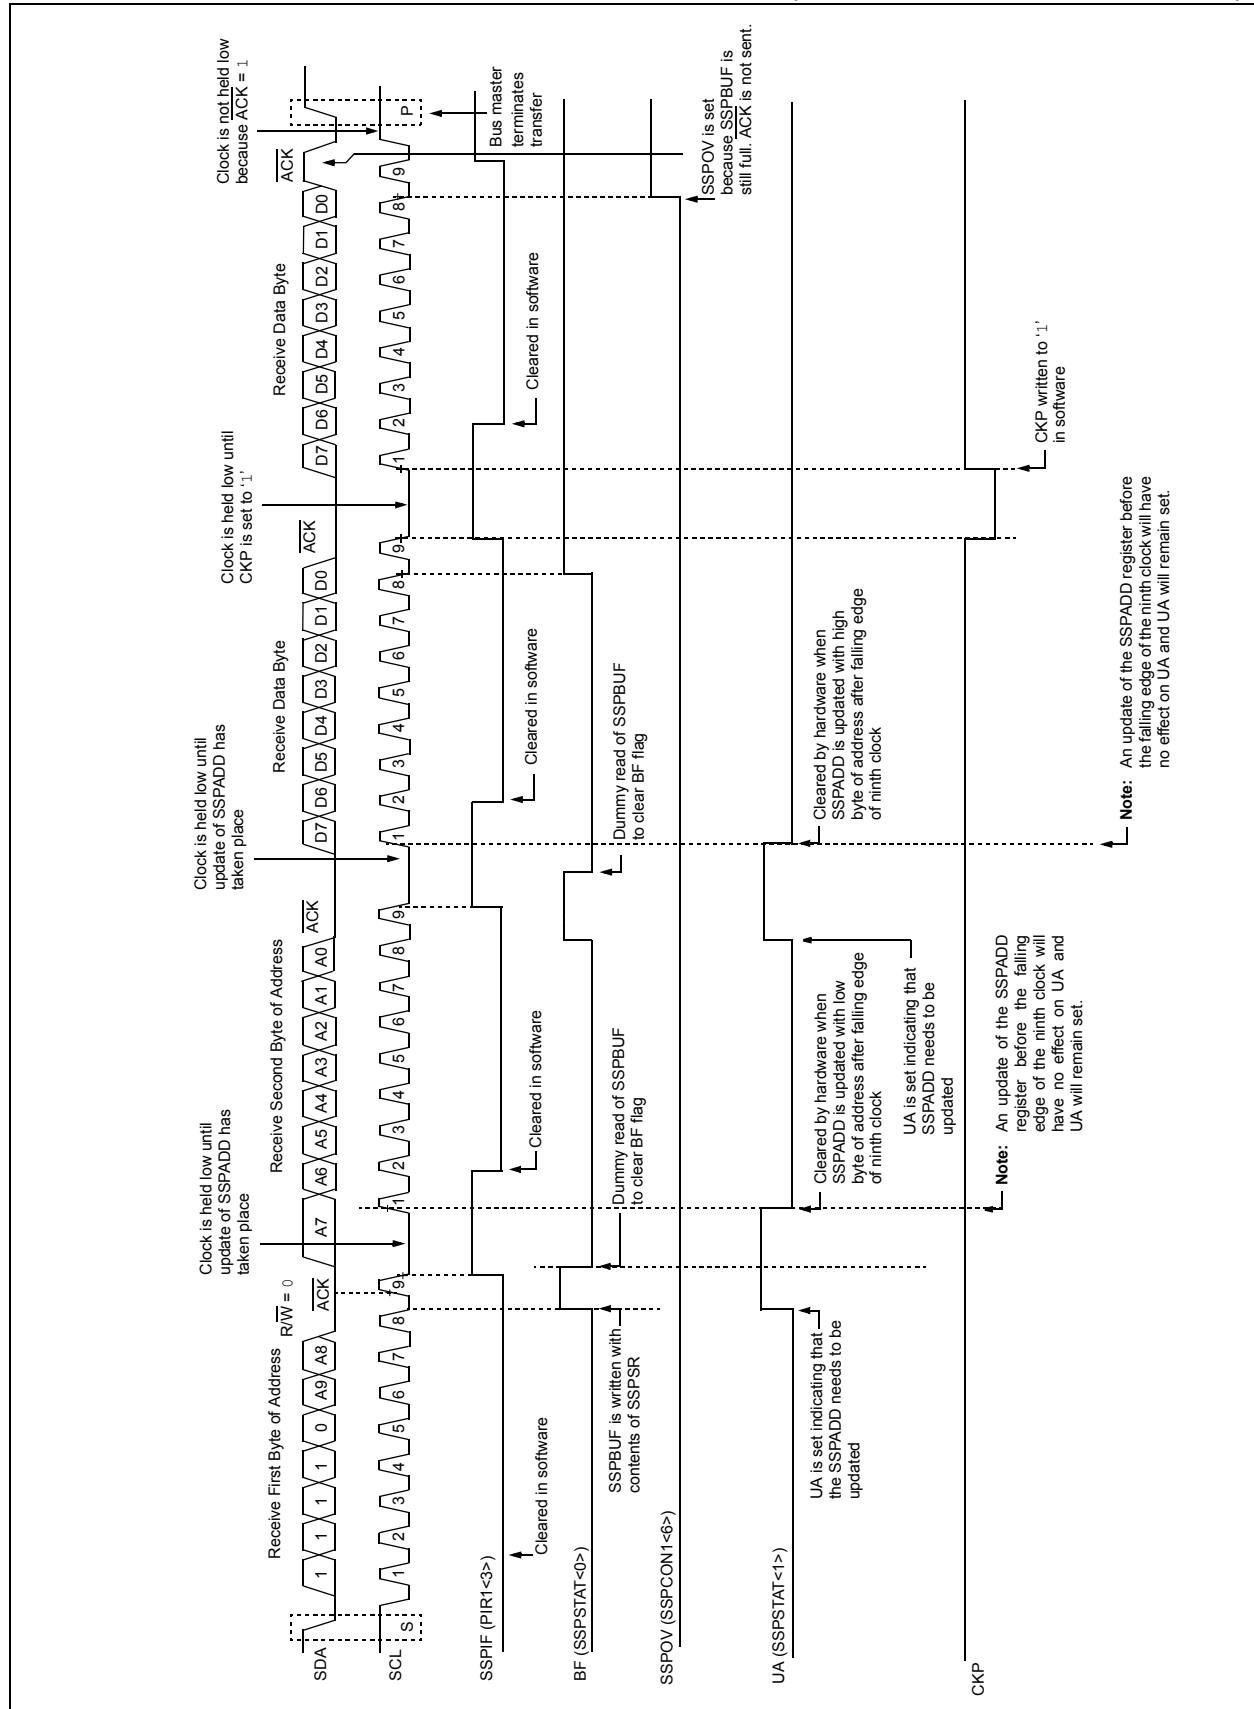 Clock is held low until
update of SSPADD has
taken place
Clock is held low until
update of SSPADD has
taken place
Clock is held low until
CKP is set to ‘1’
Clock is not held low
because ACK = 1
Receive First Byte of Address
R/W = 0
Receive Second Byte of Address
Receive Data Byte
Receive Data Byte
ACK
ACK
ACK
ACK
SDA
1 1 1 1 0 A9 A8
A7 A6 A5 A4 A3 A2 A1 A0
D7 D6 D5 D4 D3 D2 D1 D0
D7 D6 D5 D4 D3 D2 D1 D0
SCL
S
1 2 3 4 5 6 7 8 9
1 2 3 4 5 6 7 8 9
1 2 3 4 5 6 7 8 9
1 2 3 4 5 6 7 8 9
P
Bus master
terminates
transfer
SSPIF (PIR1<3>)
Cleared in software
Cleared in software
Cleared in software
Cleared in software
BF (SSPSTAT<0>)
SSPBUF is written with
contents of SSPSR
Dummy read of SSPBUF
to clear BF flag
Dummy read of SSPBUF
to clear BF flag
SSPOV (SSPCON1<6>)
SSPOV is set
because SSPBUF is
still full. ACK is not sent.
UA (SSPSTAT<1>)
UA is set indicating that
the SSPADD needs to be
updated
Cleared by hardware when
SSPADD is updated with low
byte of address after falling edge
of ninth clock
UA is set indicating that
SSPADD needs to be
updated
Cleared by hardware when
SSPADD is updated with high
byte of address after falling edge
of ninth clock
CKP
CKP written to ‘1’
in software
Note: An update of the SSPADD
register before the falling
edge of the ninth clock will
have no effect on UA and
UA will remain set.
Note: An update of the SSPADD register before
the falling edge of the ninth clock will have
no effect on UA and UA will remain set.